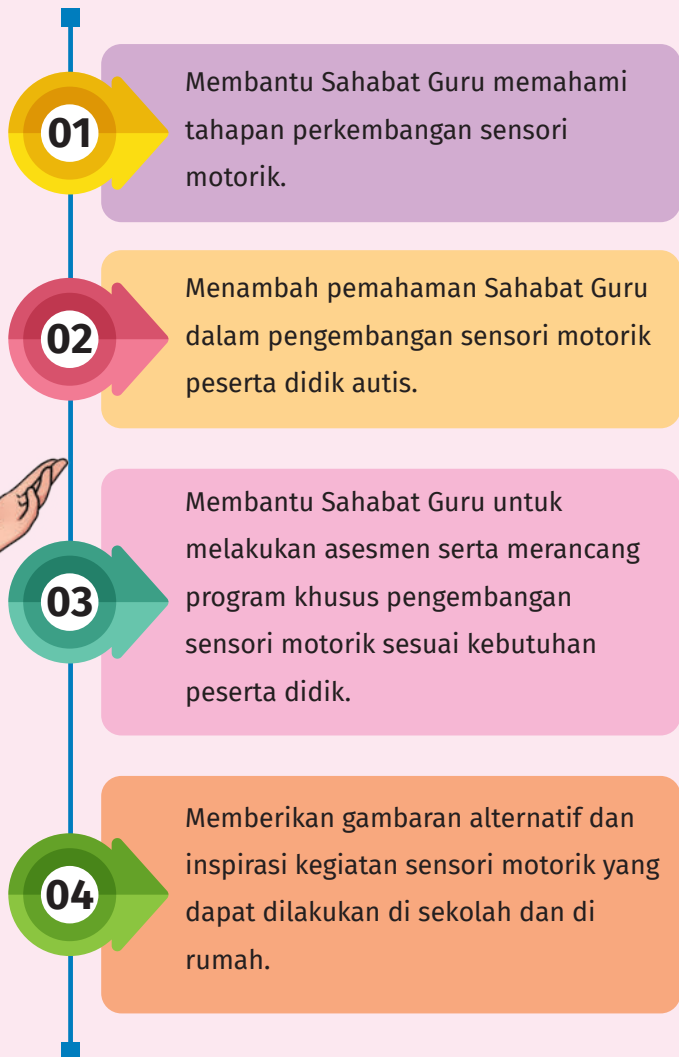 01
Membantu Sahabat Guru memahami
tahapan perkembangan sensori
motorik.
02
Menambah pemahaman Sahabat Guru
dalam pengembangan sensori motorik
peserta didik autis.
03
Membantu Sahabat Guru untuk
melakukan asesmen serta merancang
program khusus pengembangan
sensori motorik sesuai kebutuhan
peserta didik.
04
Memberikan gambaran alternatif dan
inspirasi kegiatan sensori motorik yang
dapat dilakukan di sekolah dan di
rumah.